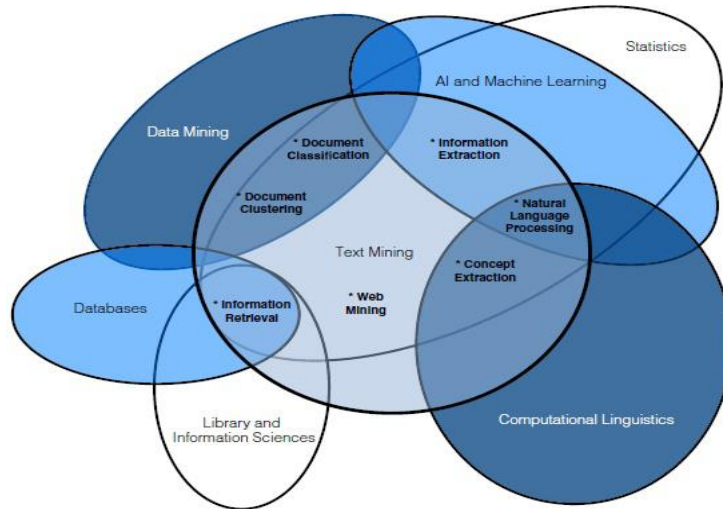 Statistics
AI and Machine Learning
Data Mining
* Document
Classification
* Information
Extraction
* Document
Clustering
* Natural
Language
Processing
Text Mining
* Concept
Extraction
Databases
* Information
Retrieval
* Web
Mining
Library and
Information Sciences
Computational Linguistics